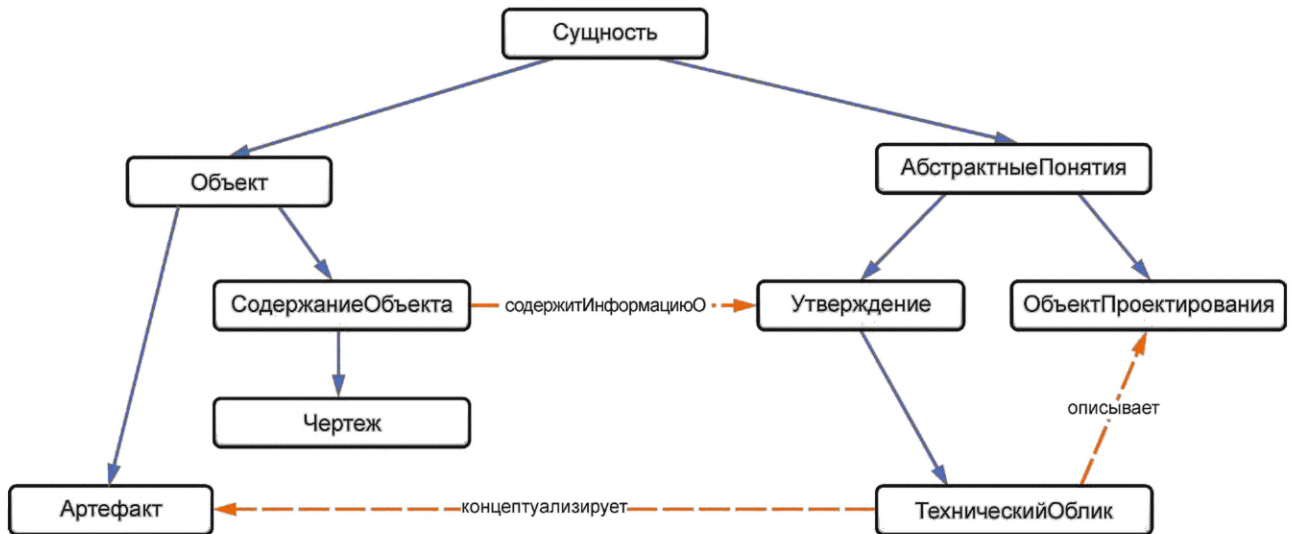 Сущность
Объект
АбстрактныеПонятия
СодержаниеОбъекта
содержитИнформациюО
Утверждение
ОбъектПроектирования
Чертеж
описывает
Артефакт
концептуализирует
ТехническийОблик